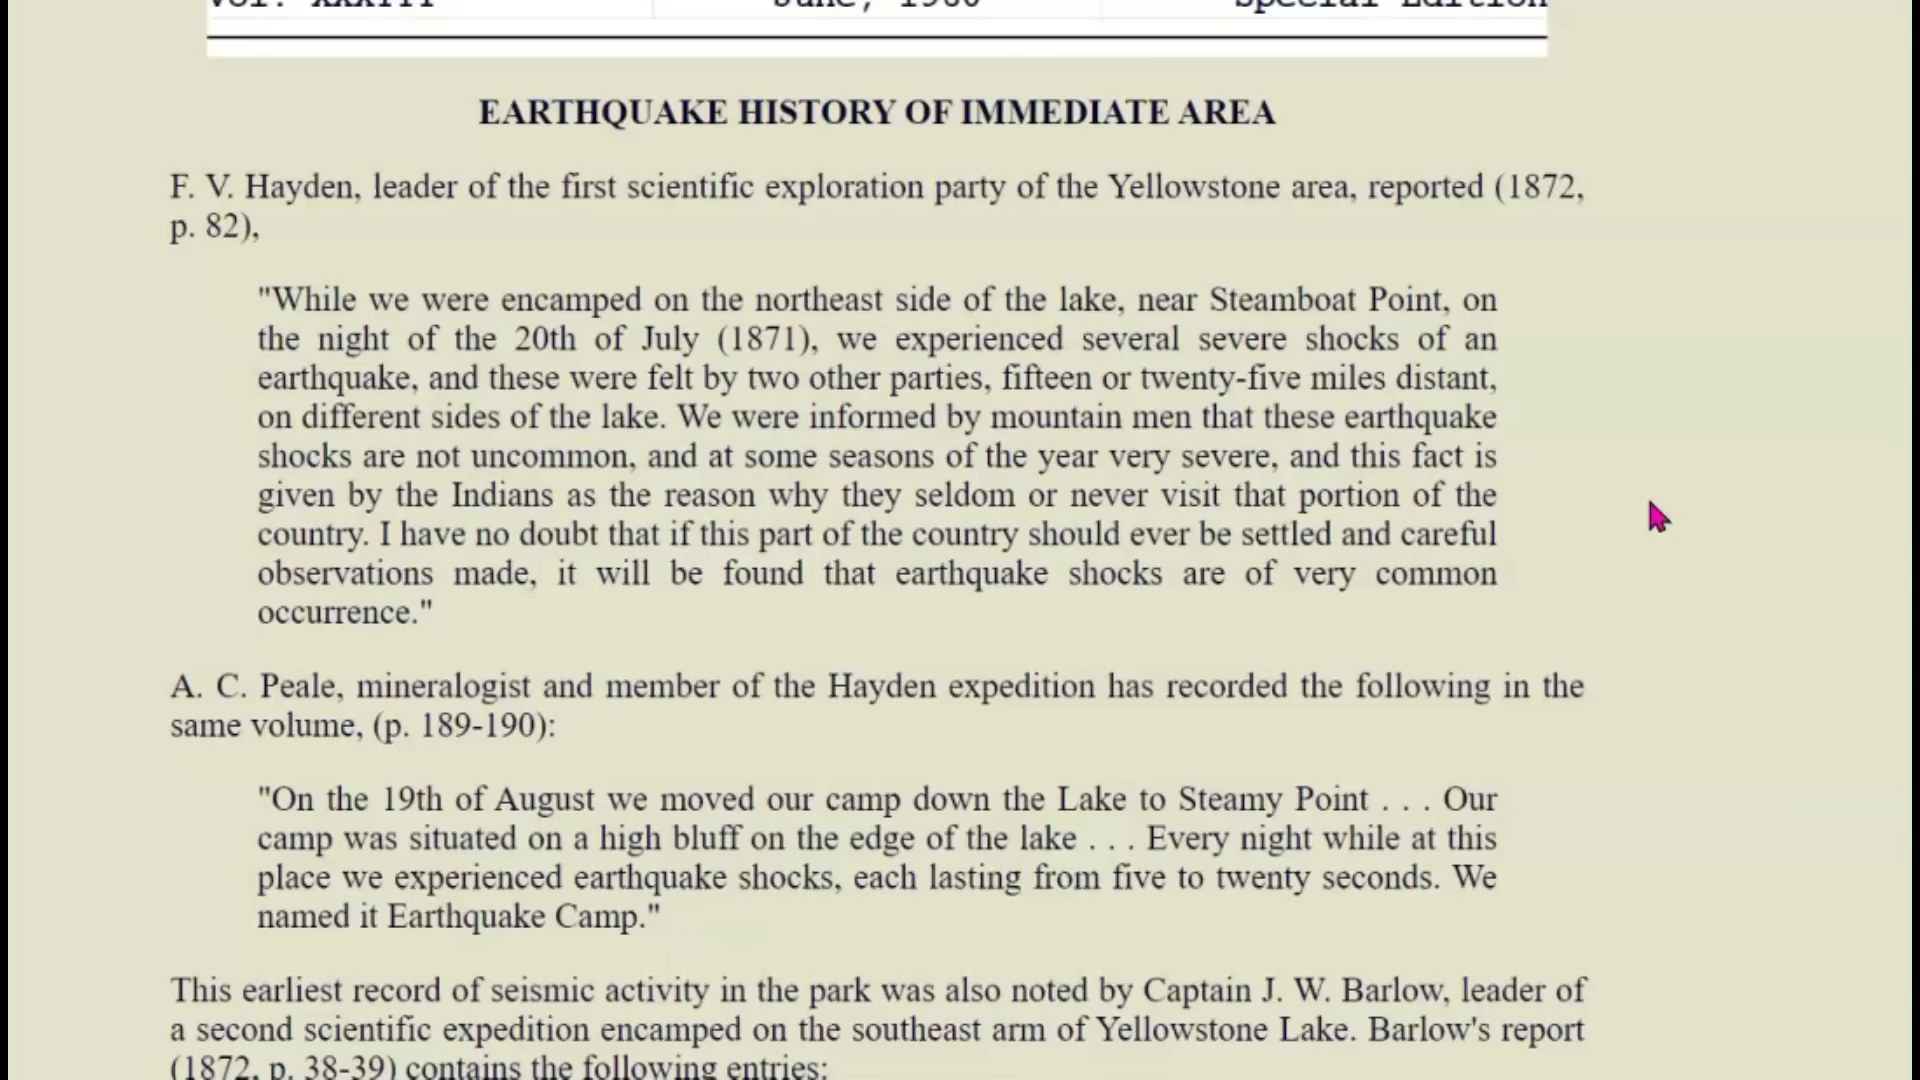 Vol. XXXIII June, 1960 Special Edition
EARTHQUAKE HISTORY OF IMMEDIATE AREA
F. V. Hayden, leader of the first scientific exploration party of the Yellowstone area, reported (1872,
p. 82),
"While we were encamped on the northeast side of the lake, near Steamboat Point, on
the night of the 20th of July (1871), we experienced several severe shocks of an
earthquake, and these were felt by two other parties, fifteen or twenty-five miles distant,
on different sides of the lake. We were informed by mountain men that these earthquake
shocks are not uncommon, and at some seasons of the year very severe, and this fact is
given by the Indians as the reason why they seldom or never visit that portion of the
country. I have no doubt that if this part of the country should ever be settled and careful
observations made, it will be found that earthquake shocks are of very common
occurrence."
A. C. Peale, mineralogist and member of the Hayden expedition has recorded the following in the
same volume, (p. 189-190):
"On the 19th of August we moved our camp down the Lake to Steamy Point . . . Our
camp was situated on a high bluff on the edge of the lake . . . Every night while at this
place we experienced earthquake shocks, each lasting from five to twenty seconds. We
named it Earthquake Camp."
This earliest record of seismic activity in the park was also noted by Captain J. W. Barlow, leader of
a second scientific expedition encamped on the southeast arm of Yellowstone Lake. Barlow's report
(1872, p. 38-39) contains the following entries: